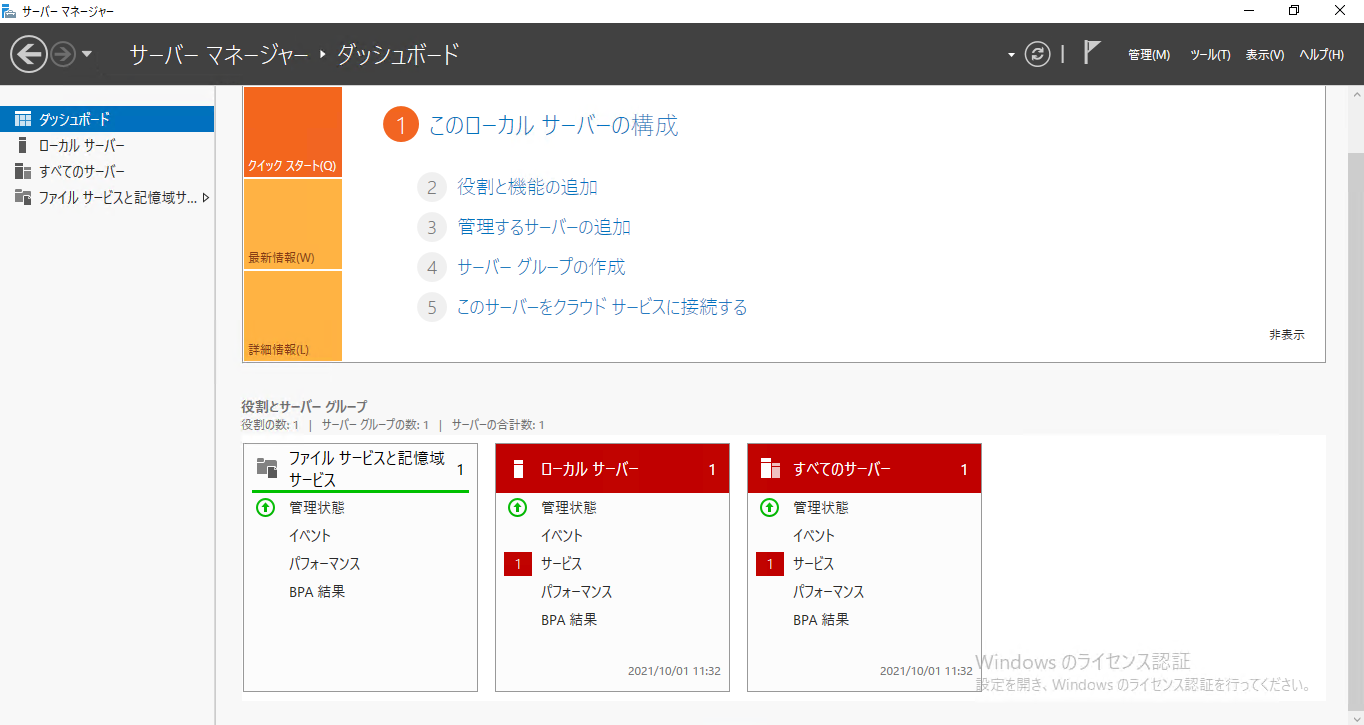 サーバー マネージャー
サーバー マネージャー ‣ ダッシュボード
管理(M) ツール(T) 表示(V) ヘルプ(H)
ダッシュボード
ローカル サーバー
すべてのサーバー
ファイル サービスと記憶域サ...
クイック スタート(Q)
最新情報(W)
詳細情報(L)
1 このローカル サーバーの構成
2 役割と機能の追加
3 管理するサーバーの追加
4 サーバー グループの作成
5 このサーバーをクラウド サービスに接続する
非表示
役割とサーバー グループ
役割の数: 1 | サーバー グループの数: 1 | サーバーの合計数: 1
ファイル サービスと記憶域
サービス
1
管理状態
イベント
パフォーマンス
BPA 結果
ローカル サーバー 1
管理状態
イベント
1 サービス
パフォーマンス
BPA 結果
2021/10/01 11:32
すべてのサーバー 1
管理状態
イベント
1 サービス
パフォーマンス
BPA 結果
2021/10/01 11:32
Windows のライセンス認証
設定を開き、Windows のライセンス認証を行ってください。